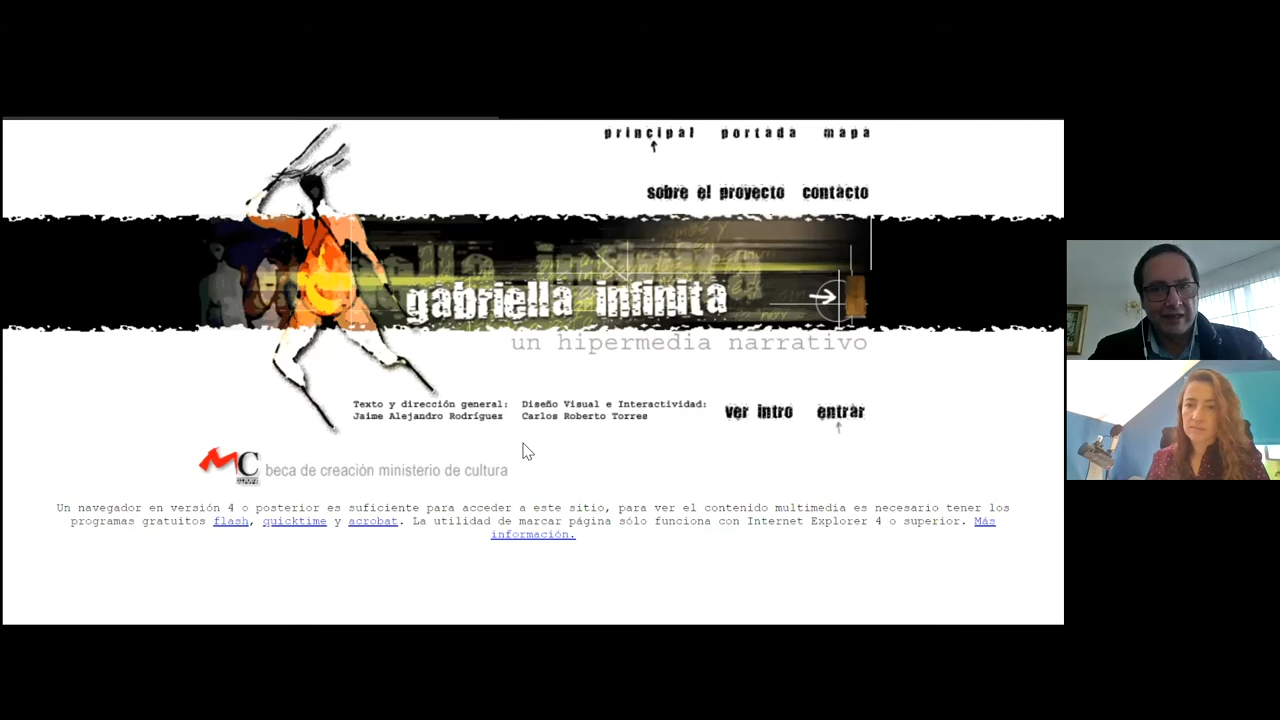 principal portada mapa
sobre el proyecto contacto
gabriella infinita
un hipermedia narrativo
Texto y dirección general: Diseño Visual e Interactividad:
Jaime Alejandro Rodríguez Carlos Roberto Torres
ver intro entrar
MC beca de creación ministerio de cultura
Un navegador en versión 4 o posterior es suficiente para acceder a este sitio, para ver el contenido multimedia es necesario tener los
programas gratuitos flash, quicktime y acrobat. La utilidad de marcar página sólo funciona con Internet Explorer 4 o superior. Más
información.